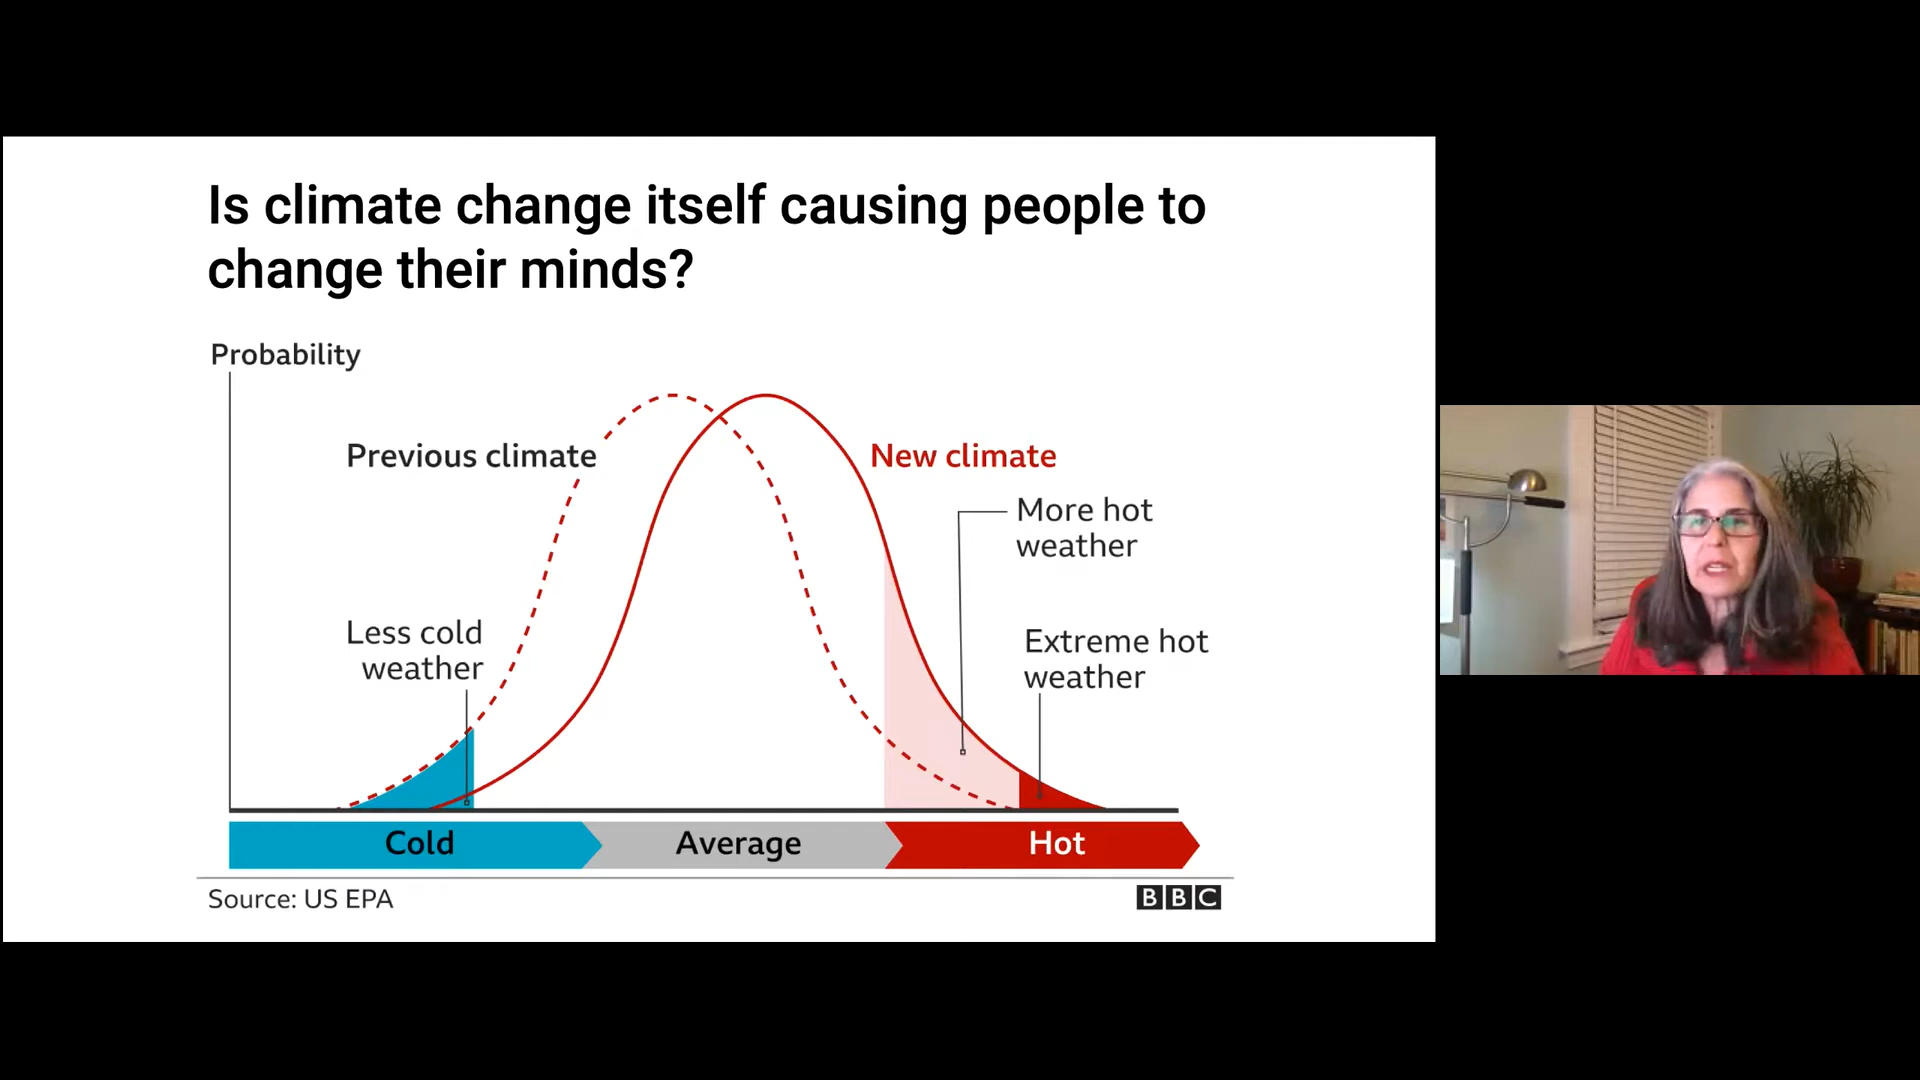 Is climate change itself causing people to
change their minds?
Probability
Previous climate
New climate
More hot
weather
Less cold
weather
Extreme hot
weather
Cold
Average
Hot
Source: US EPA
BBC